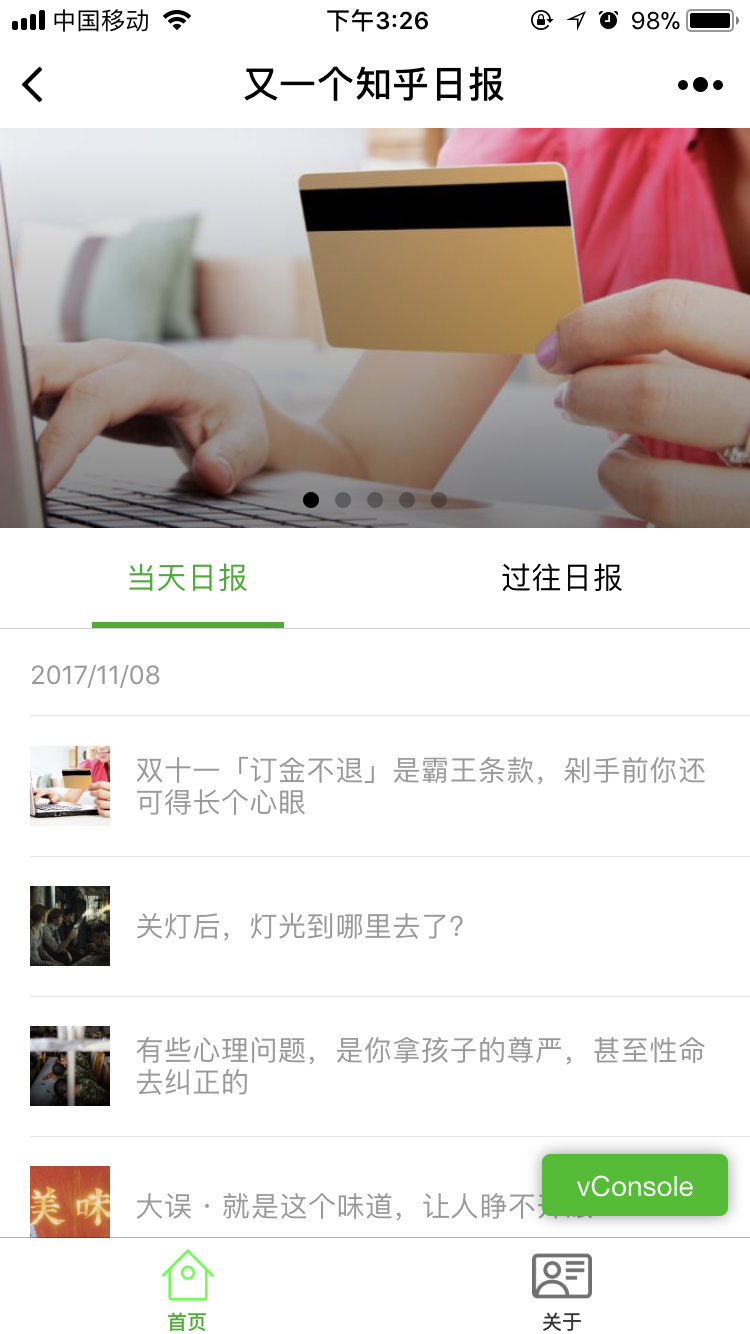 中国移动 下午3:26 98%
又一个知乎日报
当天日报 过往日报
2017/11/08
双十一「订金不退」是霸王条款，剁手前你还
可得长个心眼
关灯后，灯光到哪里去了?
有些心理问题，是你拿孩子的尊严，甚至性命
去纠正的
美味
大误 · 就是这个味道，让人睁不
vConsole
首页 关于